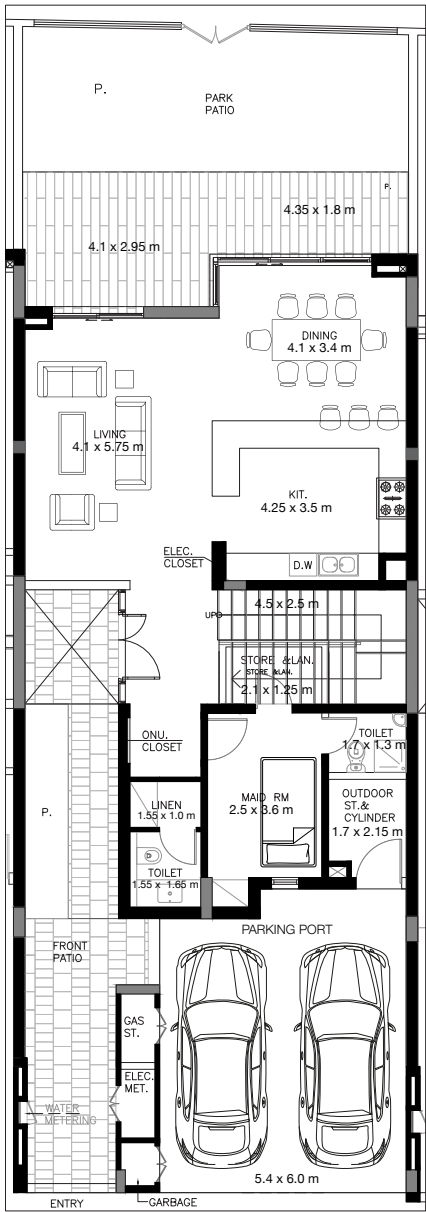 P.
PARK
PATIO
P.
4.35 x 1.8 m
4.1 x 2.95 m
DINING
4.1 x 3.4 m
LIVING
4.1 x 5.75 m
KIT.
4.25 x 3.5 m
ELEC.
CLOSET
D.W
4.5 x 2.5 m
UP
STORE &LAN.
STORE &LAN.
2.1 x 1.25 m
ONU.
CLOSET
TOILET
1.7 x 1.3 m
P.
LINEN
1.55 x 1.0 m
MAID RM
2.5 x 3.6 m
OUTDOOR
ST.&
CYLINDER
1.7 x 2.15 m
TOILET
1.55 x 1.65 m
PARKING PORT
FRONT
PATIO
GAS
ST.
ELEC.
MET.
WATER
METERING
5.4 x 6.0 m
ENTRY
GARBAGE